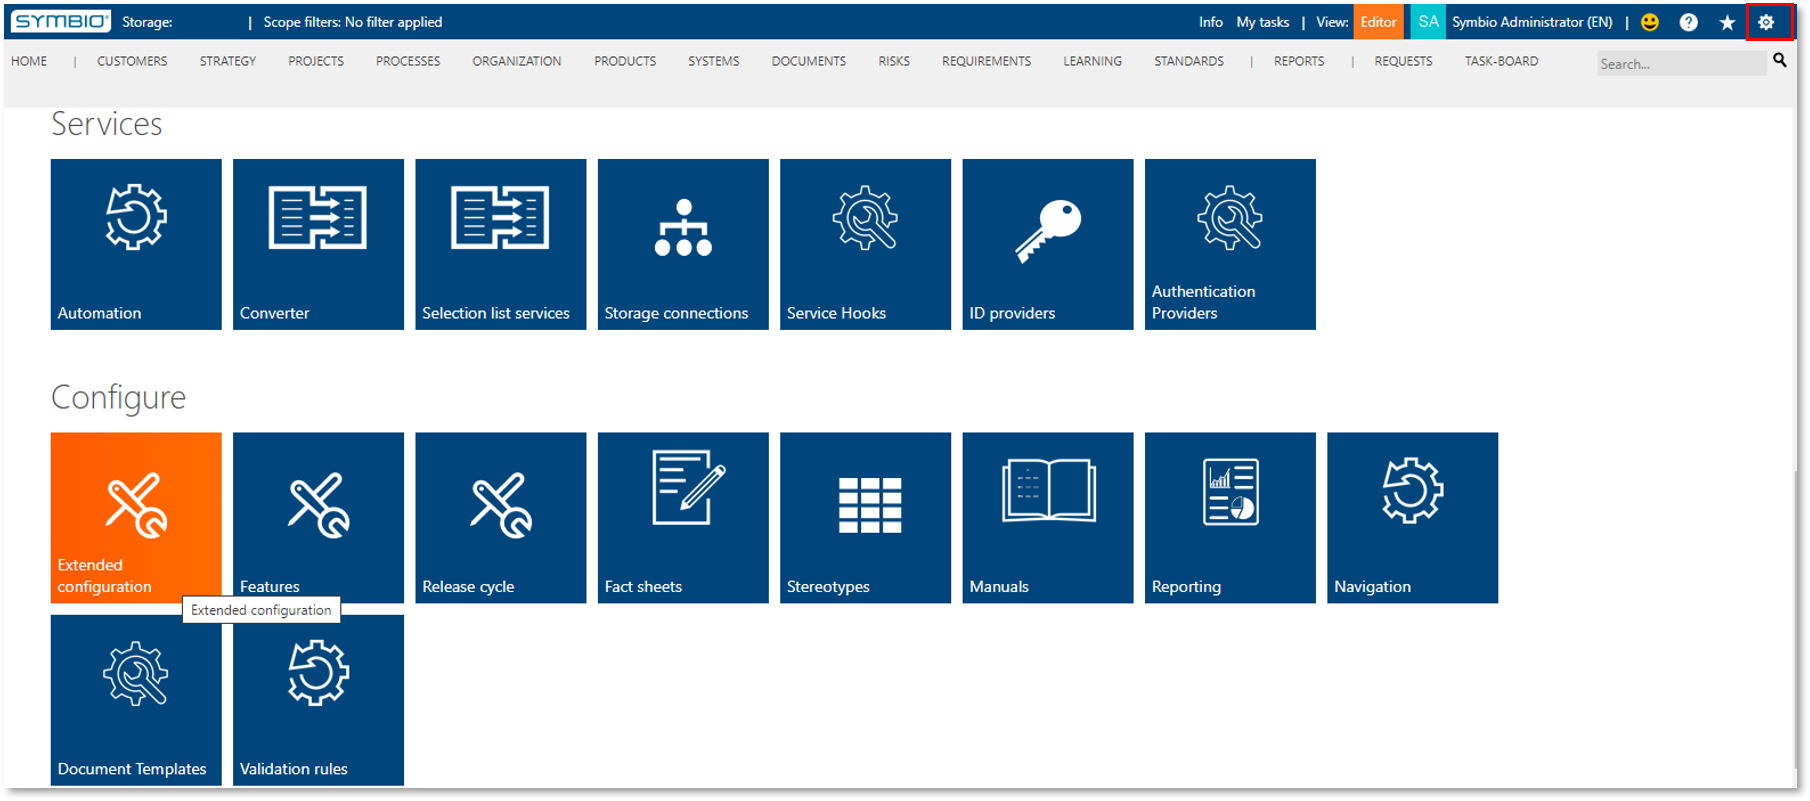 SYMBIO® Storage: | Scope filters: No filter applied Info My tasks | View: Editor SA Symbio Administrator (EN) | ?
HOME | CUSTOMERS STRATEGY PROJECTS PROCESSES ORGANIZATION PRODUCTS SYSTEMS DOCUMENTS RISKS REQUIREMENTS LEARNING STANDARDS | REPORTS | REQUESTS TASK-BOARD Search...
Services
Automation
Converter
Selection list services
Storage connections
Service Hooks
ID providers
Authentication
Providers
Configure
Extended
configuration
Features
Release cycle
Fact sheets
Stereotypes
Manuals
Reporting
Navigation
Extended configuration
Document Templates
Validation rules